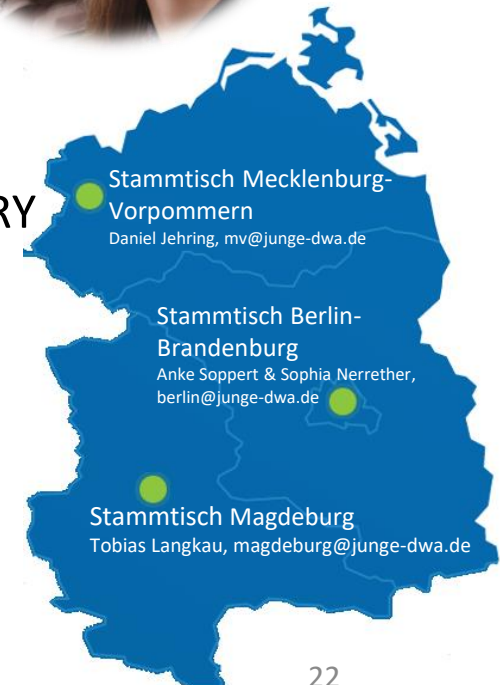 RY
Stammtisch Mecklenburg-
Vorpommern
Daniel Jehring, mv@junge-dwa.de
Stammtisch Berlin-
Brandenburg
Anke Soppert & Sophia Nerrether,
berlin@junge-dwa.de
Stammtisch Magdeburg
Tobias Langkau, magdeburg@junge-dwa.de
22